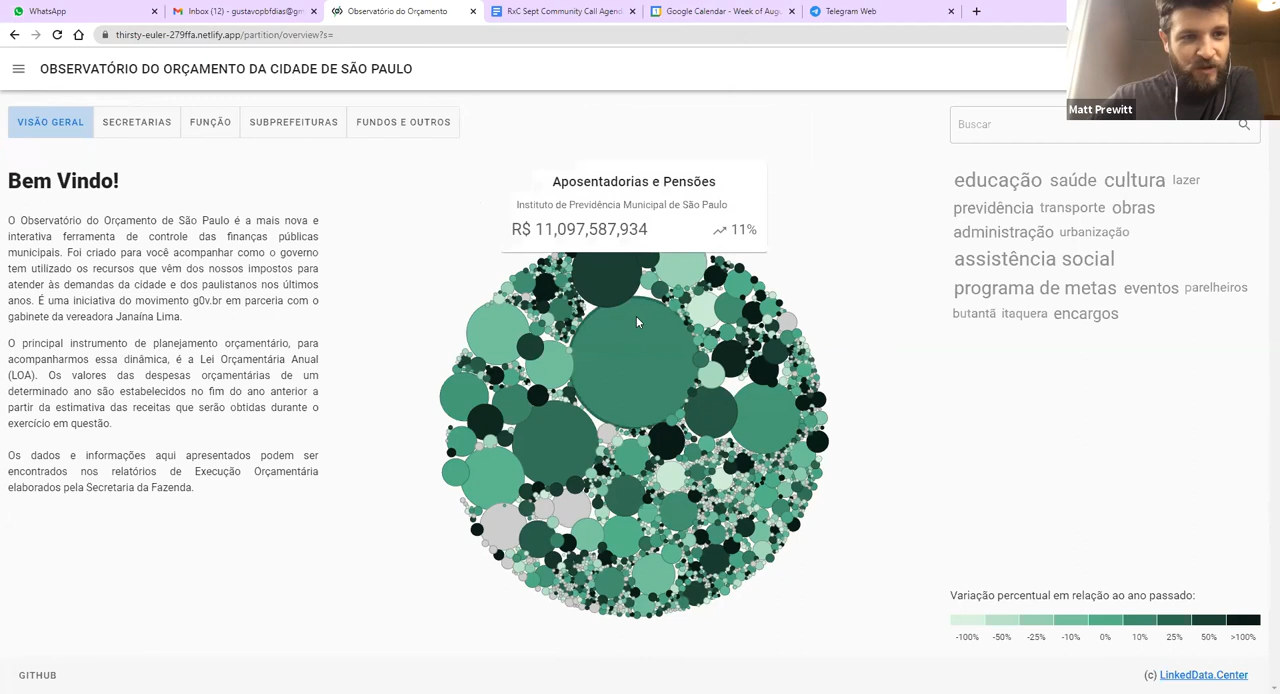 WhatsApp
Inbox (12) - gustavopbfdias@gm
Observatório do Orçamento
RxC Sept Community Call Agend
Google Calendar - Week of Aug
Telegram Web
thirsty-euler-279ffa.netlify.app/partition/overview?s=
OBSERVATÓRIO DO ORÇAMENTO DA CIDADE DE SÃO PAULO
Matt Prewitt
VISÃO GERAL
SECRETARIAS
FUNÇÃO
SUBPREFEITURAS
FUNDOS E OUTROS
Buscar
Bem Vindo!
O Observatório do Orçamento de São Paulo é a mais nova e
interativa ferramenta de controle das finanças públicas
municipais. Foi criado para você acompanhar como o governo
tem utilizado os recursos que vêm dos nossos impostos para
atender às demandas da cidade e dos paulistanos nos últimos
anos. É uma iniciativa do movimento g0v.br em parceria com o
gabinete da vereadora Janaína Lima.
O principal instrumento de planejamento orçamentário, para
acompanharmos essa dinâmica, é a Lei Orçamentária Anual
(LOA). Os valores das despesas orçamentárias de um
determinado ano são estabelecidos no fim do ano anterior a
partir da estimativa das receitas que serão obtidas durante o
exercício em questão.
Os dados e informações aqui apresentados podem ser
encontrados nos relatórios de Execução Orçamentária
elaborados pela Secretaria da Fazenda.
Aposentadorias e Pensões
Instituto de Previdência Municipal de São Paulo
R$ 11,097,587,934 11%
educação saúde cultura lazer
previdência transporte obras
administração urbanização
assistência social
programa de metas eventos parelheiros
butantã itaquera encargos
Variação percentual em relação ao ano passado:
-100% -50% -25% -10% 0% 10% 25% 50% >100%
GITHUB
(c) LinkedData.Center